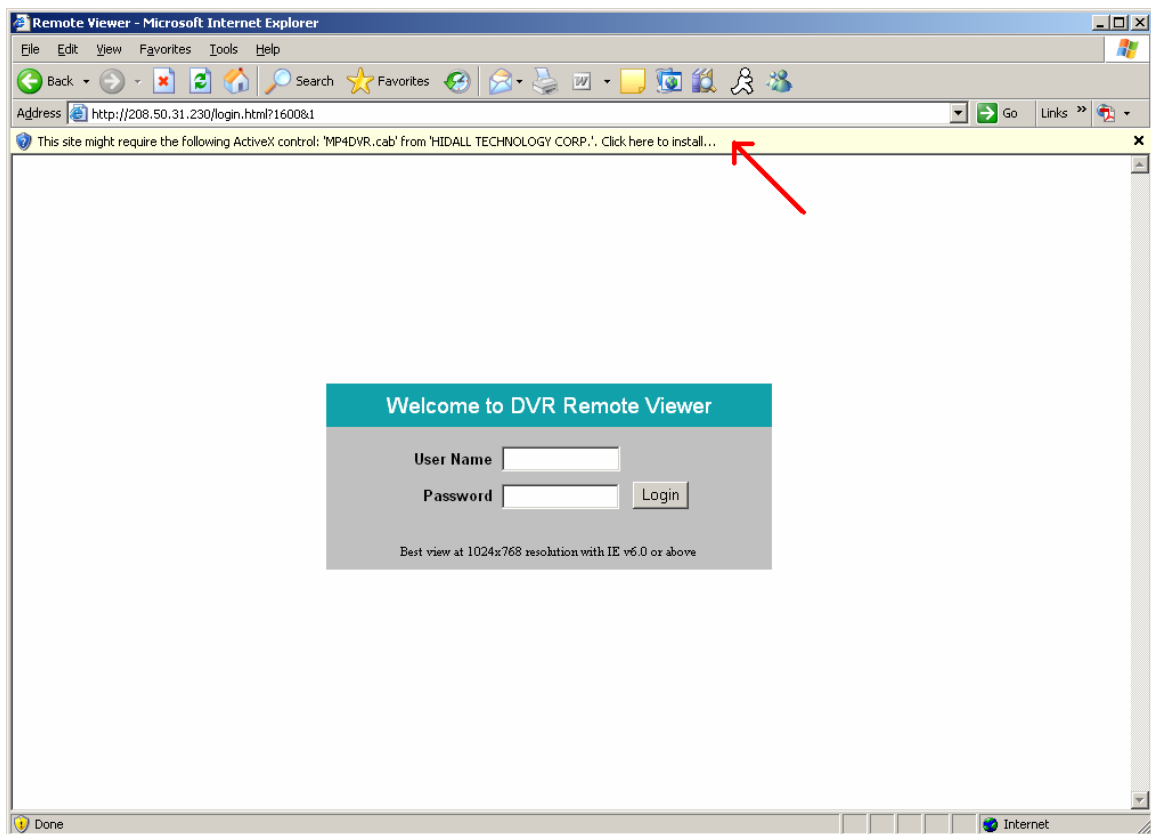 Remote Viewer - Microsoft Internet Explorer
File Edit View Favorites Tools Help
Back Search Favorites
Address http://208.50.31.230/login.html?1600&1 Go Links »
This site might require the following ActiveX control: 'MP4DVR.cab' from 'HIDALL TECHNOLOGY CORP.'. Click here to install...
Welcome to DVR Remote Viewer
User Name
Password Login
Best view at 1024x768 resolution with IE v6.0 or above
Done Internet